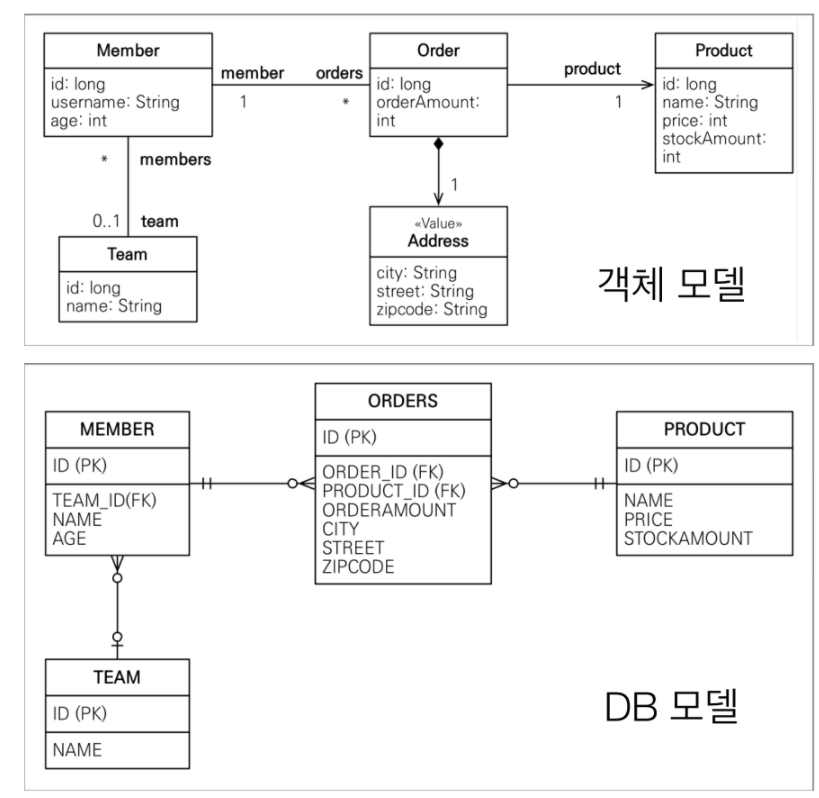 Member
id: long
username: String
age: int
member
1
orders
*
Order
id: long
orderAmount:
int
product
1
Product
id: long
name: String
price: int
stockAmount:
int
*
members
0..1
team
Team
id: long
name: String
1
«Value»
Address
city: String
street: String
zipcode: String
객체 모델
MEMBER
ID (PK)
TEAM_ID(FK)
NAME
AGE
ORDERS
ID (PK)
ORDER_ID (FK)
PRODUCT_ID (FK)
ORDERAMOUNT
CITY
STREET
ZIPCODE
PRODUCT
ID (PK)
NAME
PRICE
STOCKAMOUNT
TEAM
ID (PK)
NAME
DB 모델